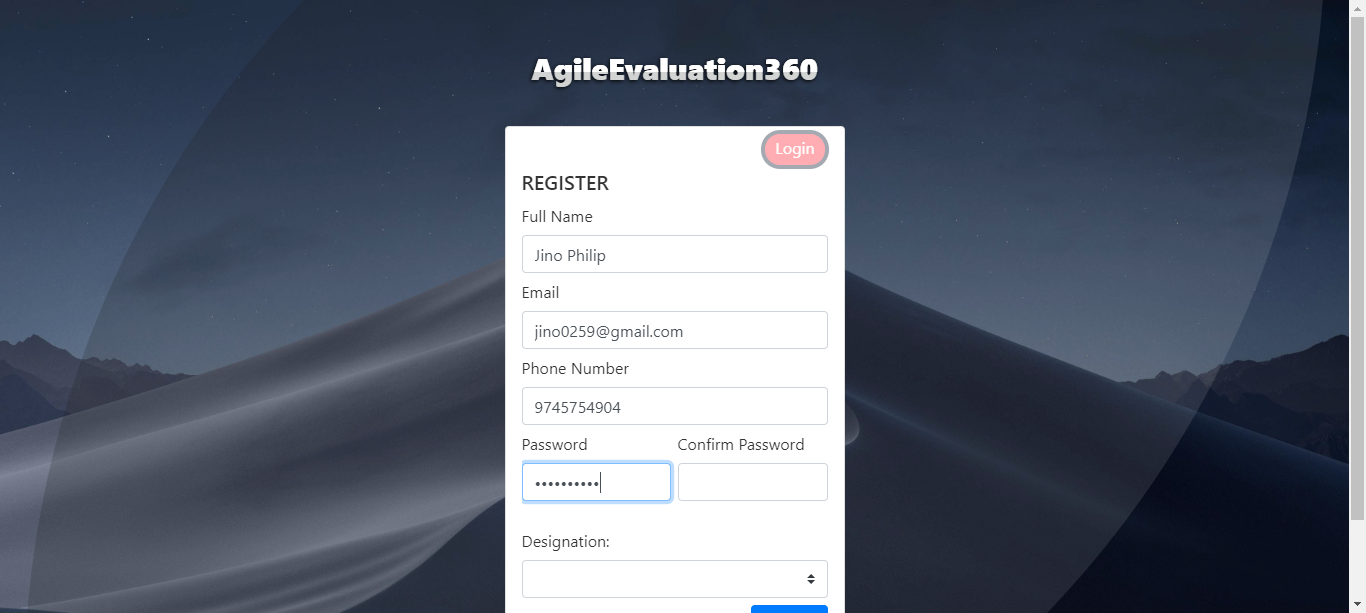 AgileEvaluation360
Login
REGISTER
Full Name
Jino Philip
Email
jino0259@gmail.com
Phone Number
9745754904
Password Confirm Password
••••••••••
Designation: